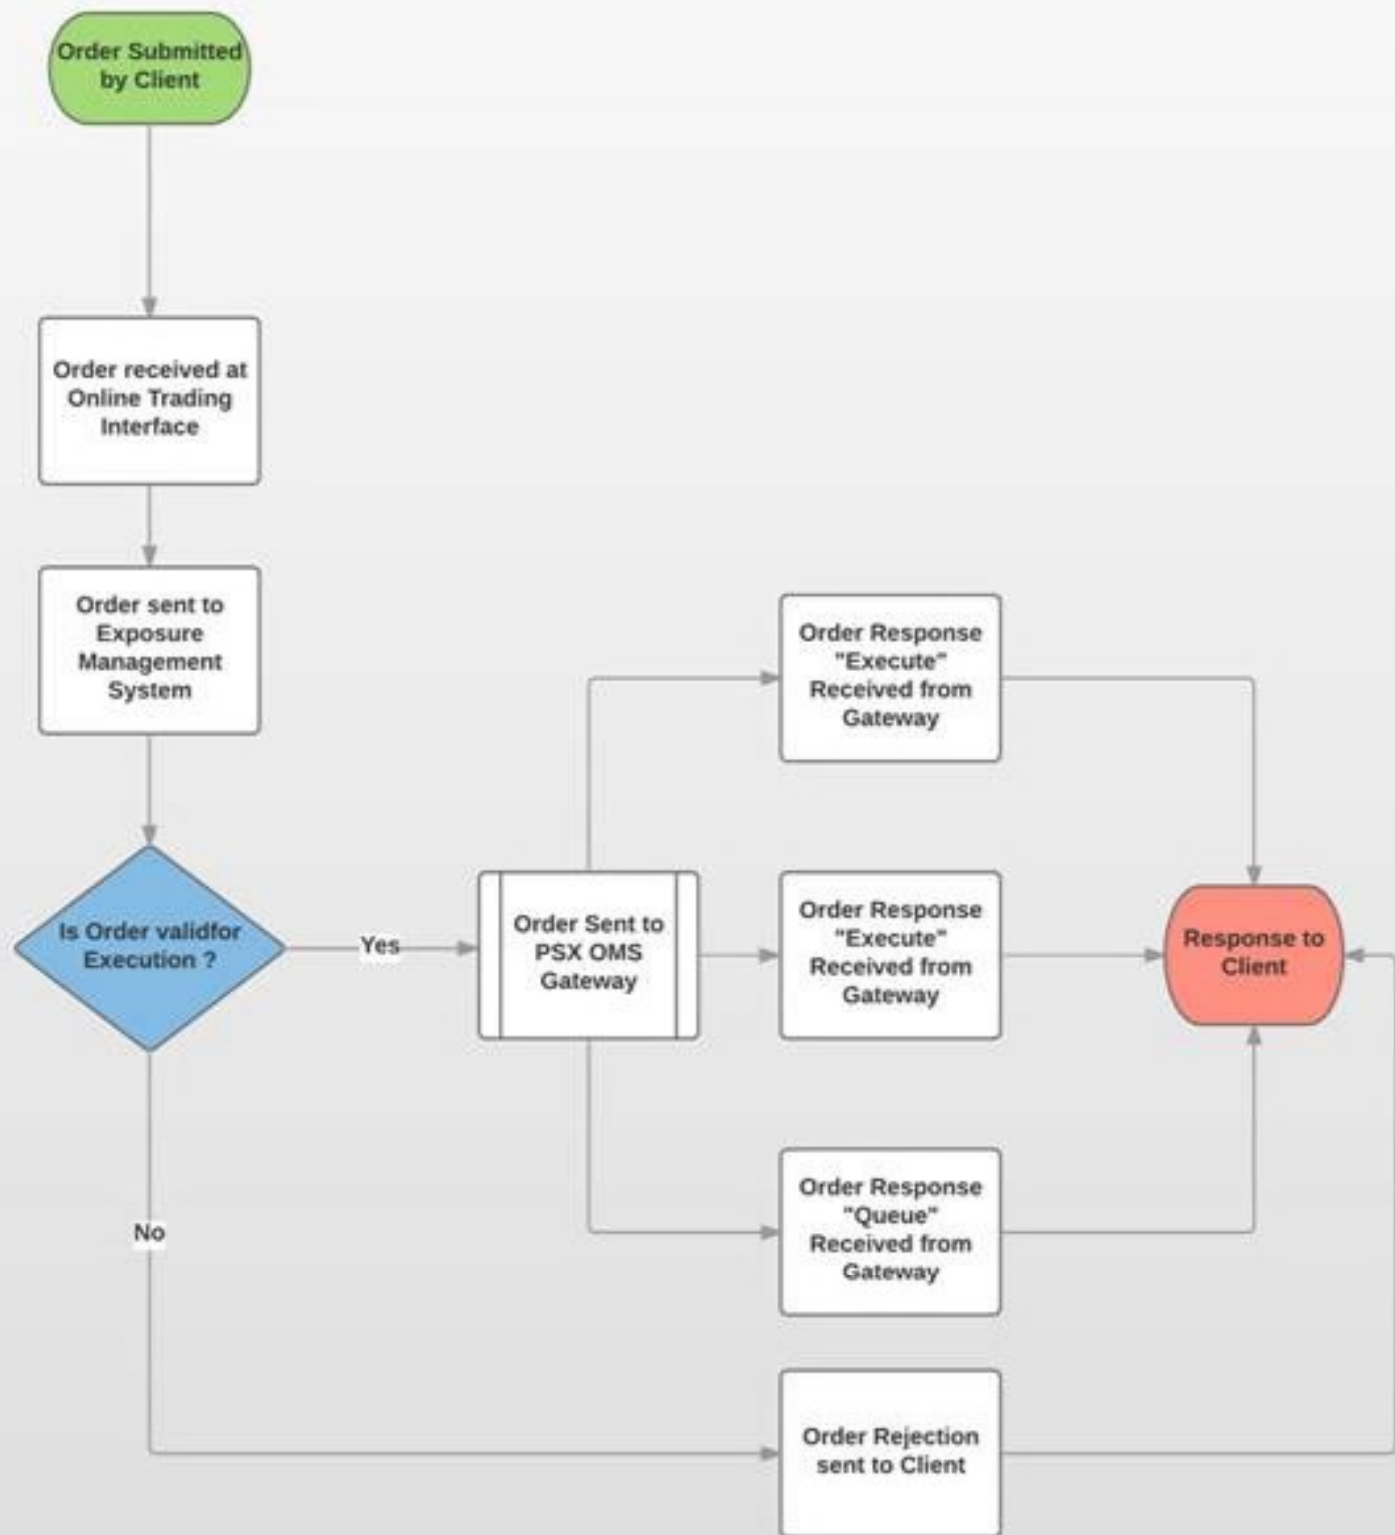 Order Submitted
by Client
Order received at
Online Trading
Interface
Order sent to
Exposure
Management
System
Is Order validfor
Execution ?
Yes
No
Order Sent to
PSX OMS
Gateway
Order Response
"Execute"
Received from
Gateway
Order Response
"Execute"
Received from
Gateway
Order Response
"Queue"
Received from
Gateway
Order Rejection
sent to Client
Response to
Client